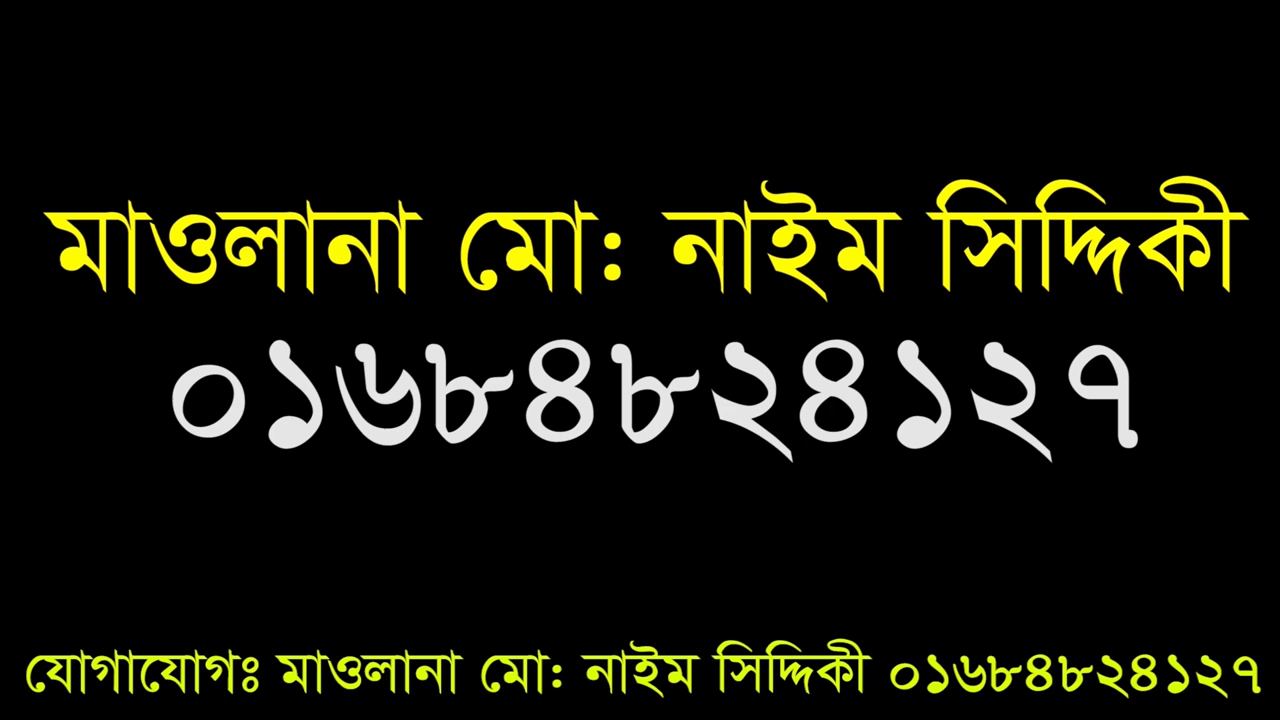 মাওলানা মো: নাইম সিদ্দিকী
০১৬৮৪৮২৪১২৭
যোগাযোগঃ মাওলানা মো: নাইম সিদ্দিকী ০১৬৮৪৮২৪১২৭